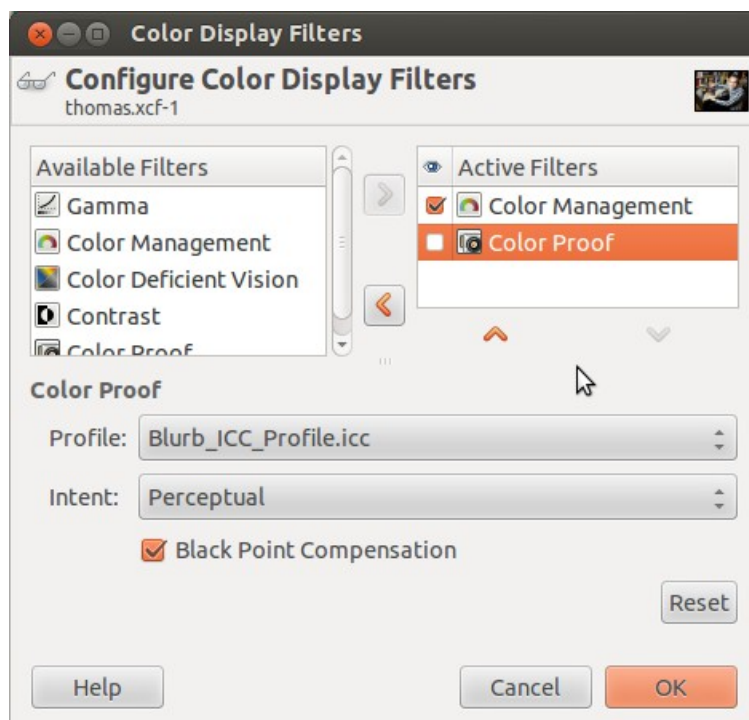 Color Display Filters
Configure Color Display Filters
thomas.xcf-1
Available Filters
Gamma
Color Management
Color Deficient Vision
Contrast
Color Proof
Active Filters
Color Management
Color Proof
Color Proof
Profile: Blurb_ICC_Profile.icc
Intent: Perceptual
Black Point Compensation
Reset
Help Cancel OK